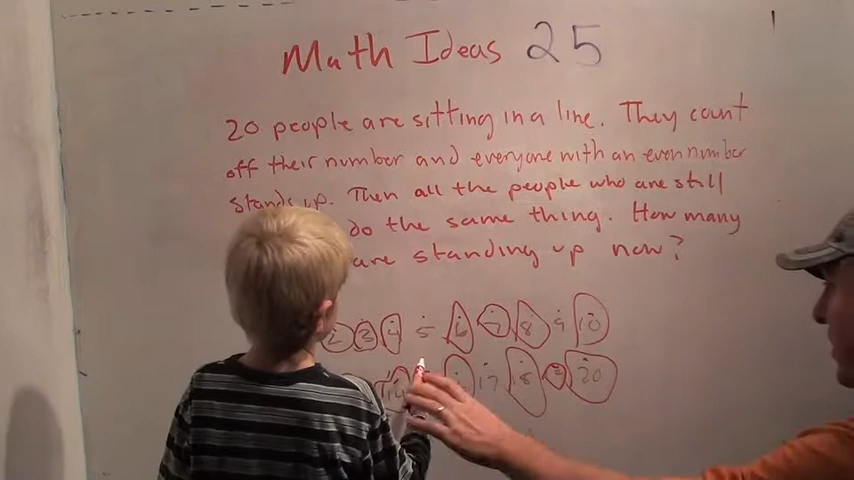 Math Ideas 25
20 people are sitting in a line. They count
off their number and everyone with an even number
stands up. Then all the people who are still
do the same thing. How many
are standing up now?
2 3 4 5 6 7 8 9 10
14 17 18 20